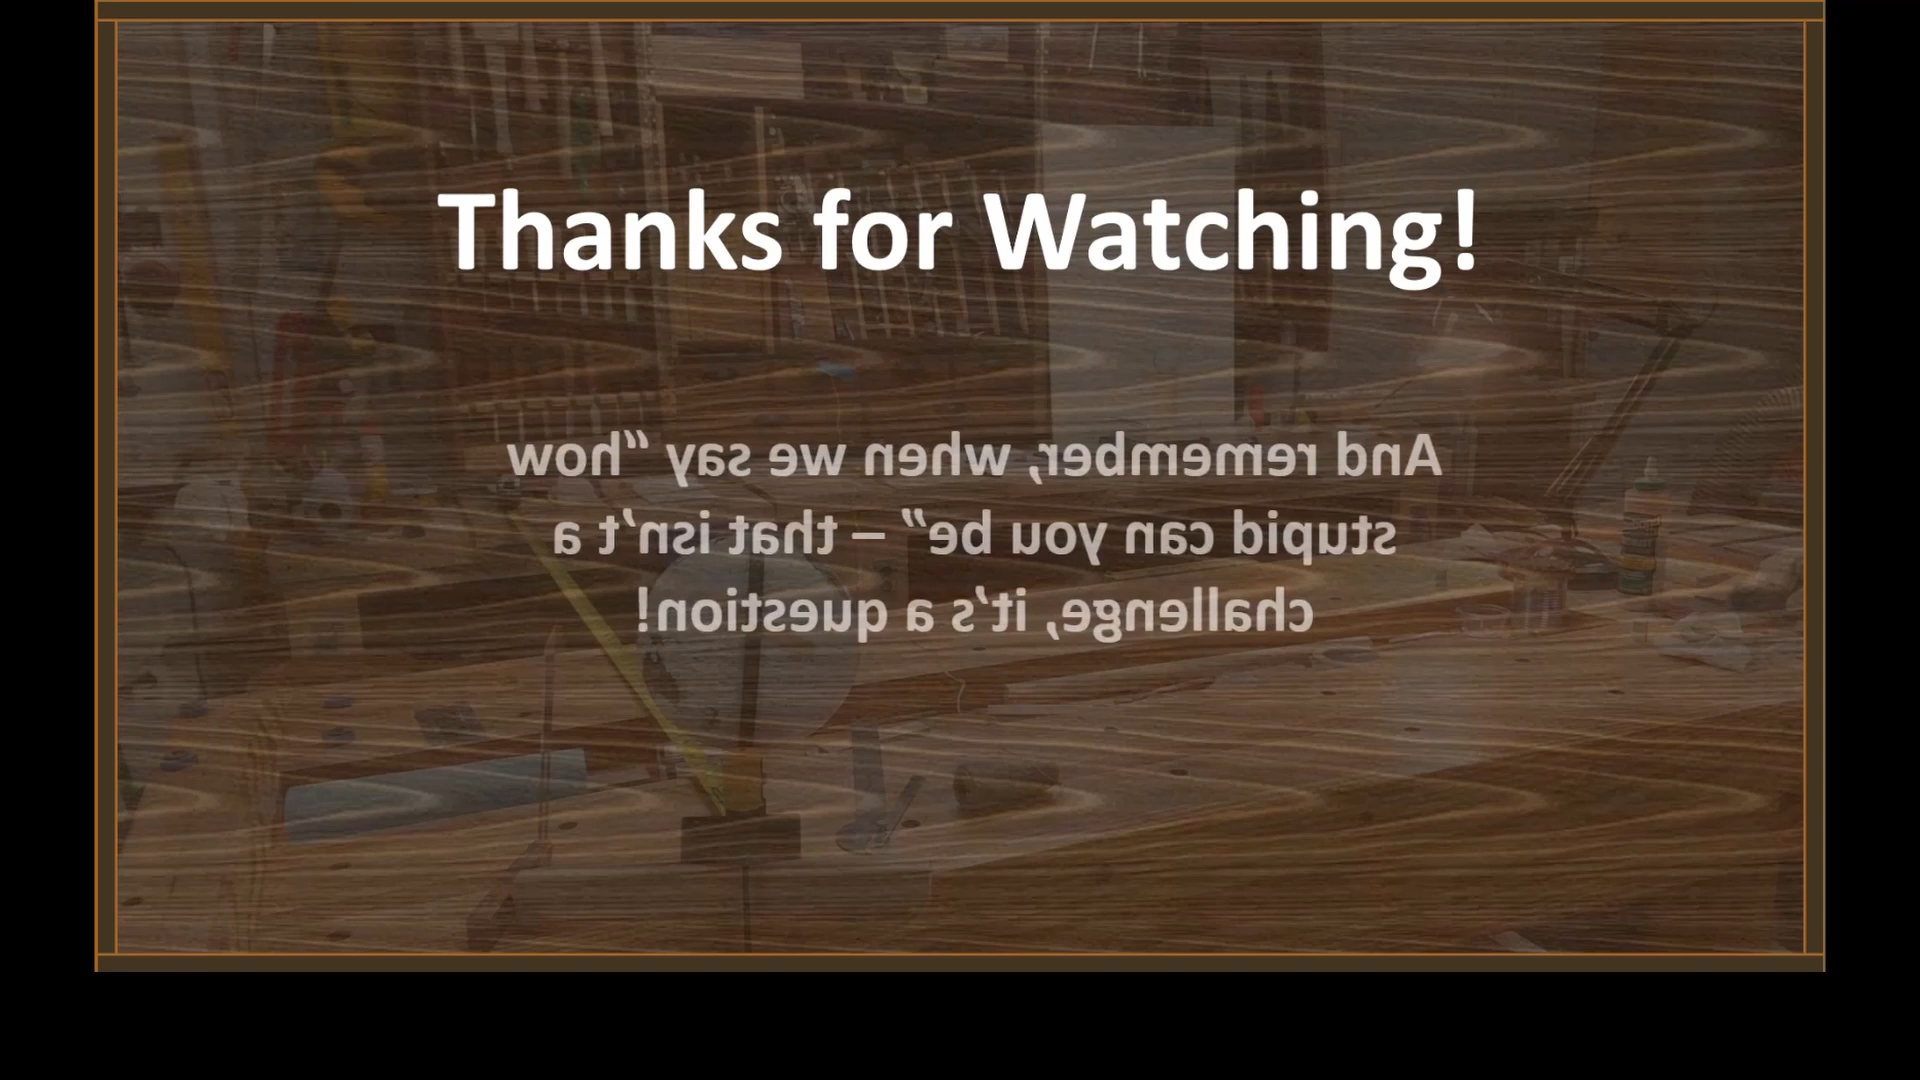 Thanks for Watching!
And remember, when we say “how
stupid can you be” – that isn’t a
challenge, it’s a question!